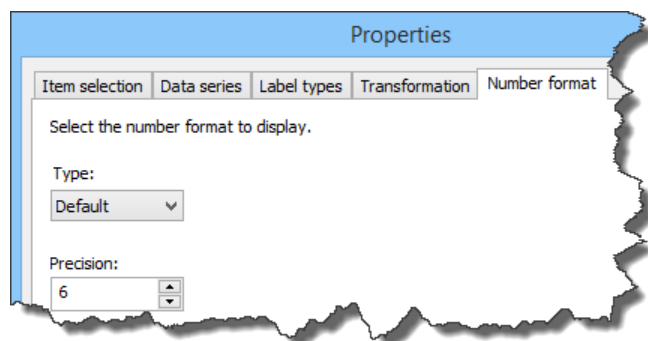 Properties
Item selection Data series Label types Transformation Number format
Select the number format to display.
Type:
Default
Precision:
6